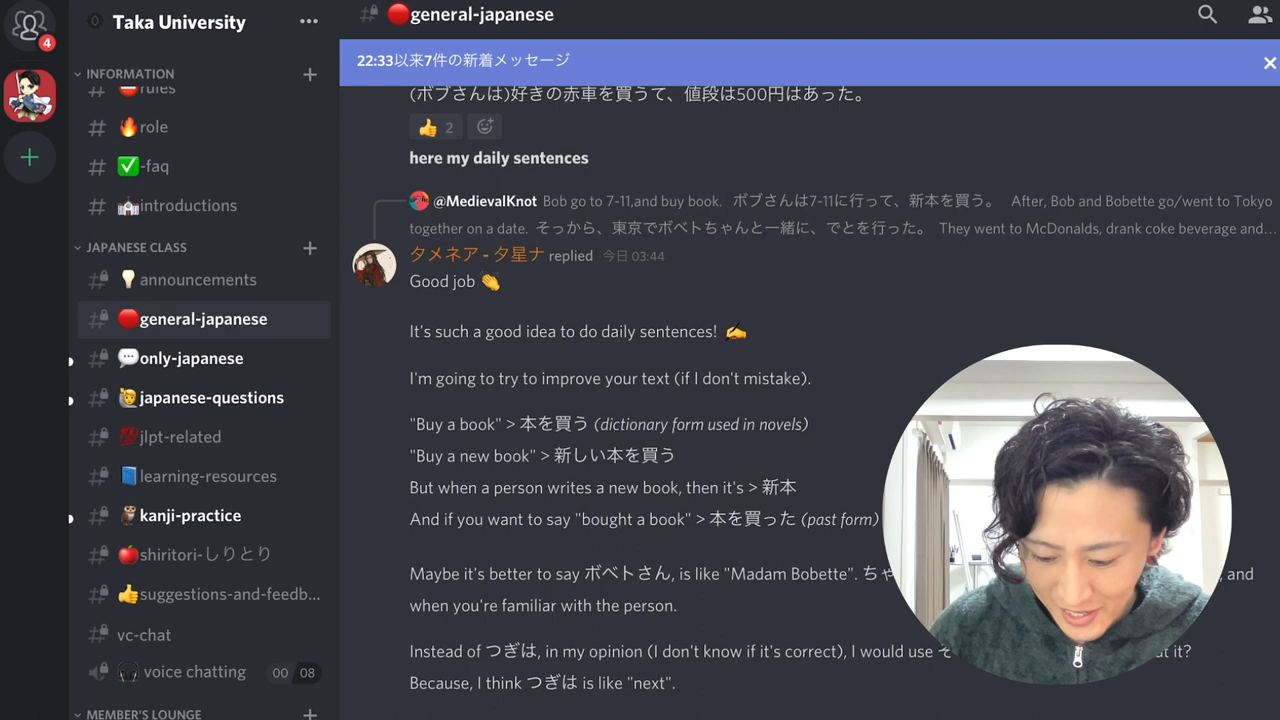 Taka University
4
INFORMATION
rules
role
-faq
introductions
JAPANESE CLASS
announcements
general-japanese
only-japanese
japanese-questions
jlpt-related
learning-resources
kanji-practice
shiritori-しりとり
suggestions-and-feedb...
vc-chat
voice chatting 00 08
MEMBER'S LOUNGE
general-japanese
22:33以来7件の新着メッセージ
(ボブさんは)好きの赤車を買うて、値段は500円はあった。
2
here my daily sentences
@MedievalKnot Bob go to 7-11,and buy book. ボブさんは7-11に行って、新本を買う。 After, Bob and Bobette go/went to Tokyo
together on a date. そっから、東京でボベトちゃんと一緒に、でとを行った。 They went to McDonalds, drank coke beverage and...
タメネア - 夕星ナ replied 今日 03:44
Good job
It's such a good idea to do daily sentences!
I'm going to try to improve your text (if I don't mistake).
"Buy a book" > 本を買う (dictionary form used in novels)
"Buy a new book" > 新しい本を買う
But when a person writes a new book, then it's > 新本
And if you want to say "bought a book" > 本を買った (past form)
Maybe it's better to say ボベトさん, is like "Madam Bobette". ちゃ , and
when you're familiar with the person.
Instead of つぎは, in my opinion (I don't know if it's correct), I would use そ it?
Because, I think つぎは is like "next".